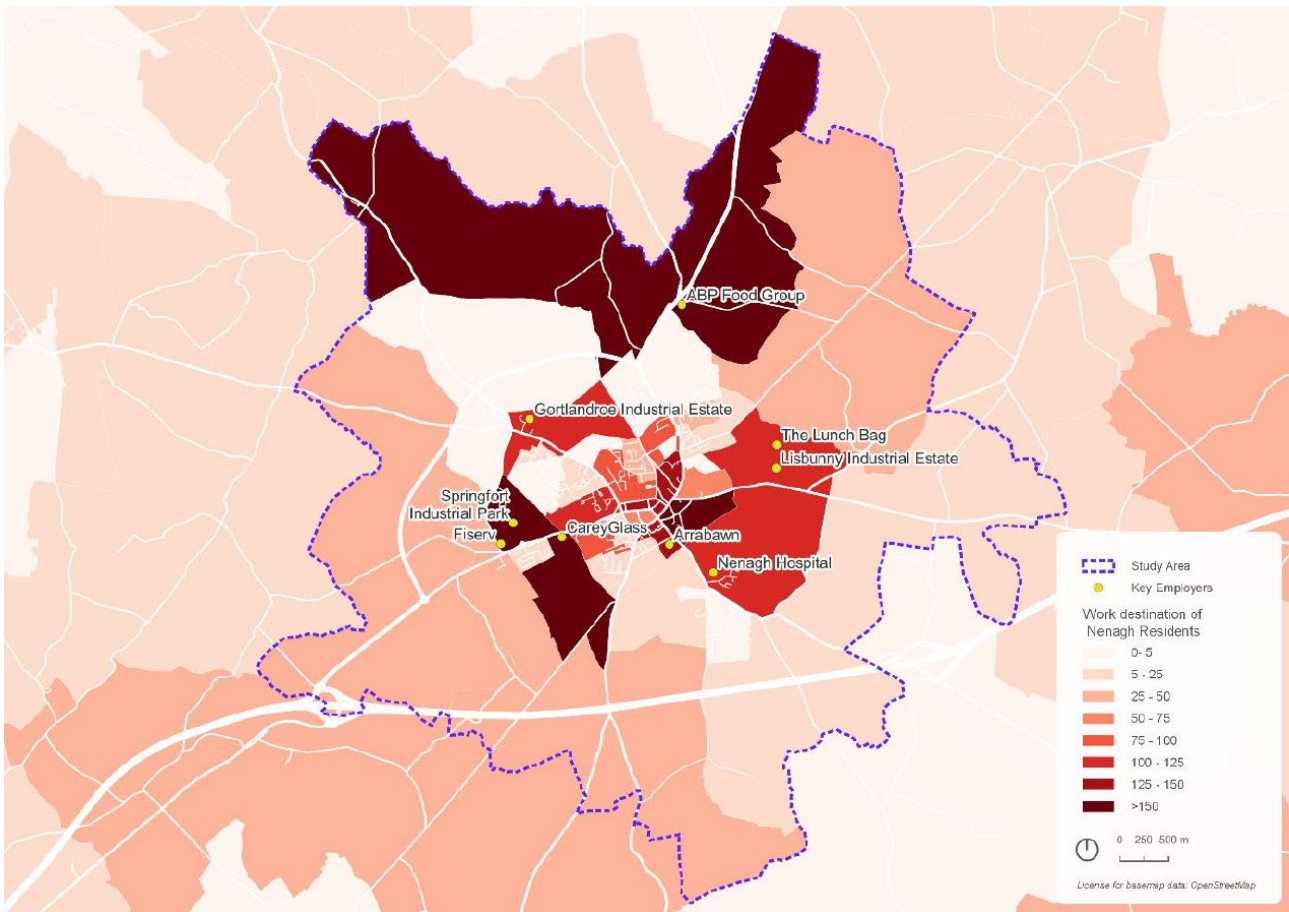 ABP Food Group
Gortlandroe Industrial Estate
The Lunch Bag
Lisbunny Industrial Estate
Springfort
Industrial Park
Fiserv
CareyGlass
Arrabawn
Nenagh Hospital
Study Area
Key Employers
Work destination of
Nenagh Residents
0- 5
5 - 25
25 - 50
50 - 75
75 - 100
100 - 125
125 - 150
>150
0 250 500 m
License for basemap data: OpenStreetMap